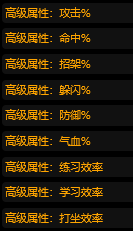 高级属性：攻击%
高级属性：命中%
高级属性：招架%
高级属性：躲闪%
高级属性：防御%
高级属性：气血%
高级属性：练习效率
高级属性：学习效率
高级属性：打坐效率